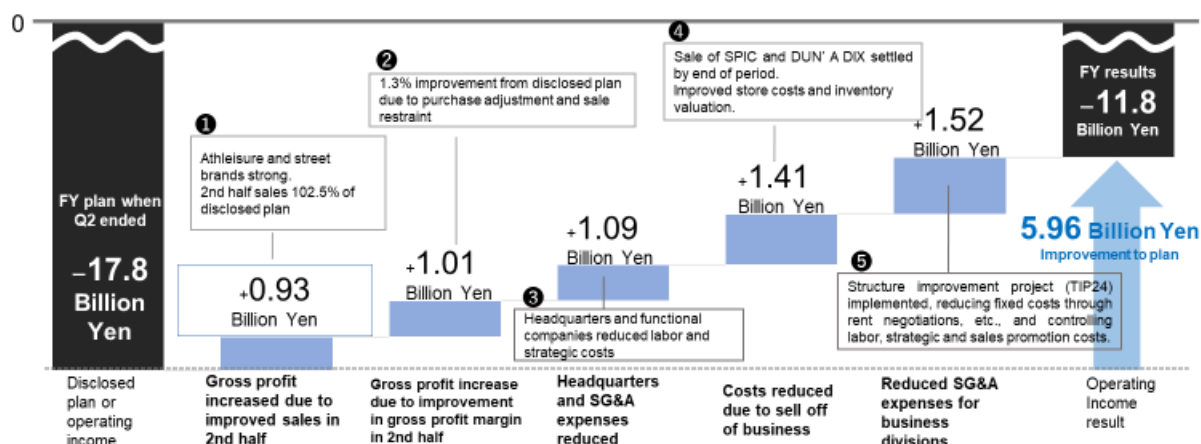 0
FY plan when
Q2 ended
–17.8
Billion
Yen
❶
Athleisure and street
brands strong.
2nd half sales 102.5% of
disclosed plan
+0.93
Billion Yen
❷
1.3% improvement from disclosed plan
due to purchase adjustment and sale
restraint
+1.01
Billion Yen
+1.09
Billion Yen
❸
Headquarters and functional
companies reduced labor and
strategic costs
❹
Sale of SPIC and DUN' A DIX settled
by end of period.
Improved store costs and inventory
valuation.
+1.41
Billion Yen
+1.52
Billion Yen
❺
Structure improvement project (TIP24)
implemented, reducing fixed costs through
rent negotiations, etc., and controlling
labor, strategic and sales promotion costs.
FY results
–11.8
Billion Yen
5.96 Billion Yen
Improvement to plan
Disclosed
plan or
operating
income
Gross profit
increased due to
improved sales in
2nd half
Gross profit increase
due to improvement
in gross profit margin
in 2nd half
Headquarters
and SG&A
expenses
reduced
Costs reduced
due to sell off
of business
Reduced SG&A
expenses for
business
divisions
Operating
Income
result